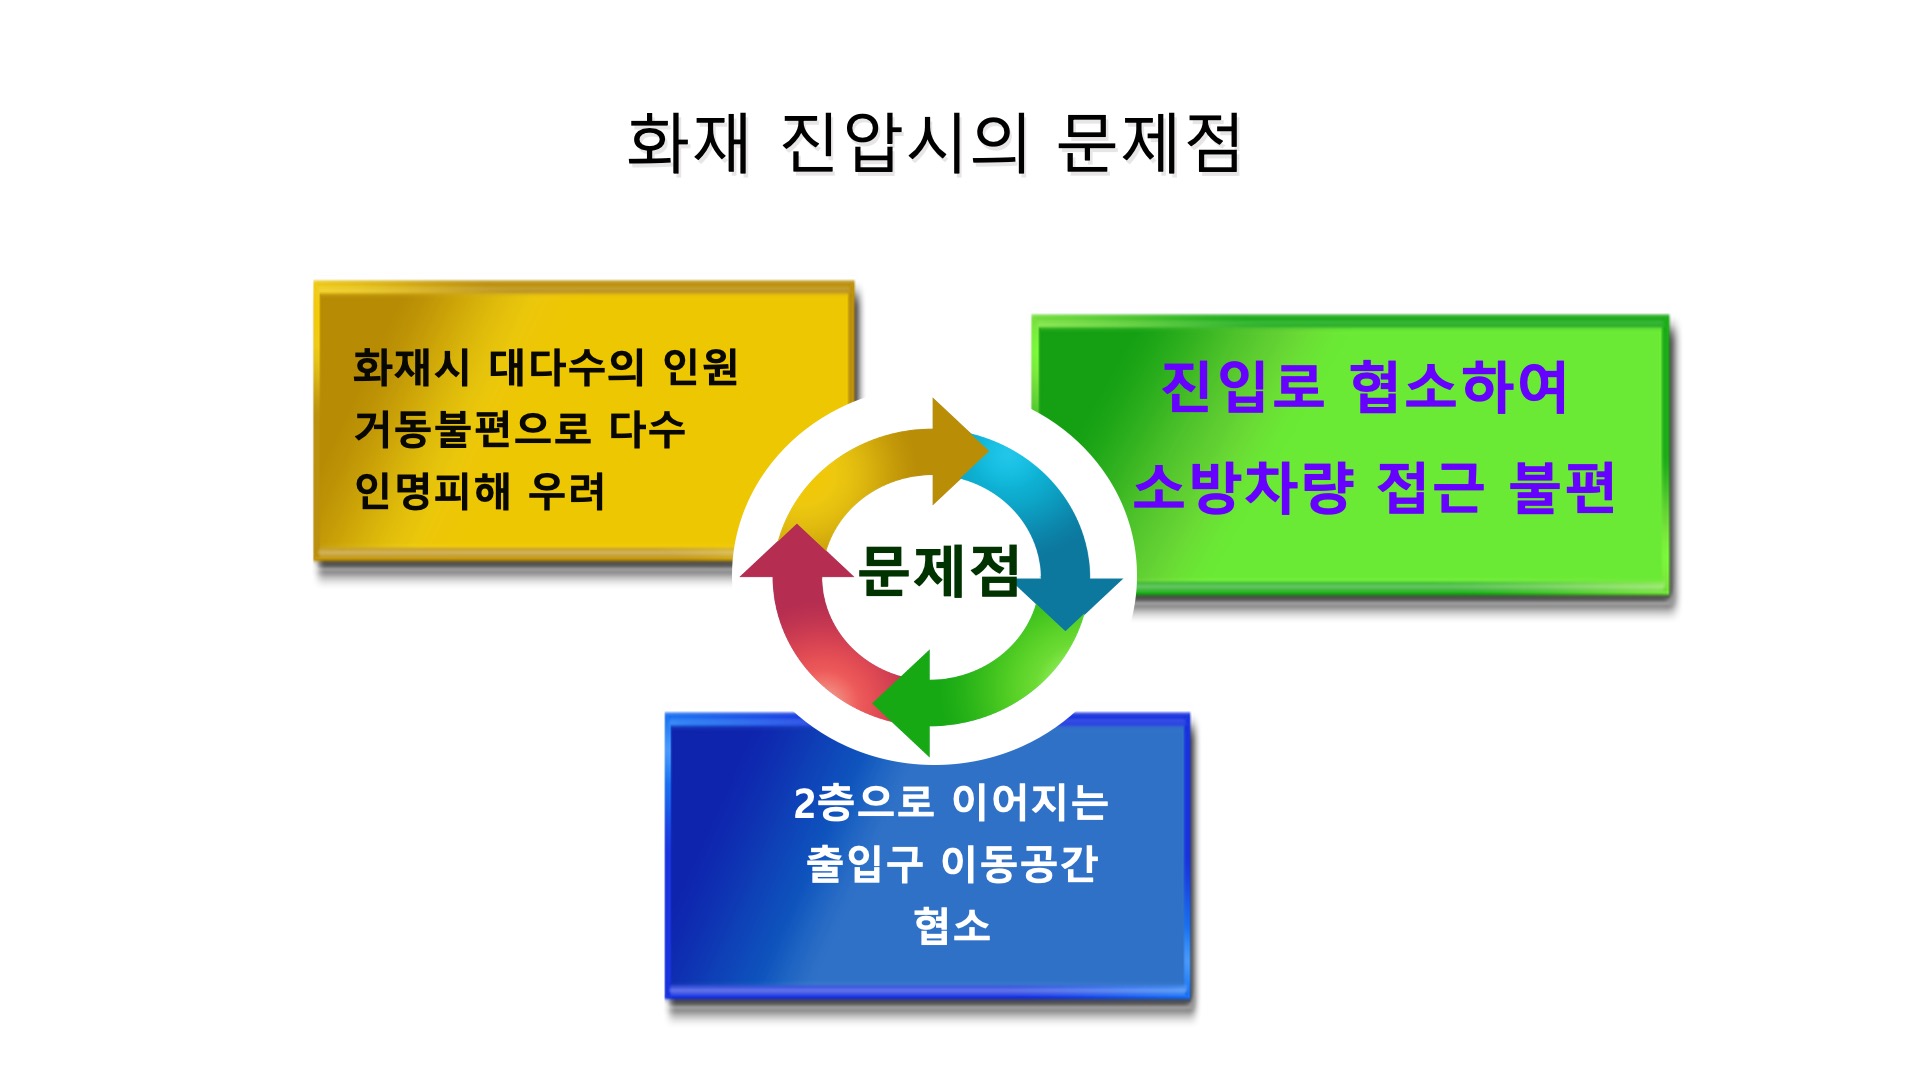 화재 진압시의 문제점
화재시 대다수의 인원
거동불편으로 다수
인명피해 우려
진입로 협소하여
소방차량 접근 불편
문제점
2층으로 이어지는
출입구 이동공간
협소